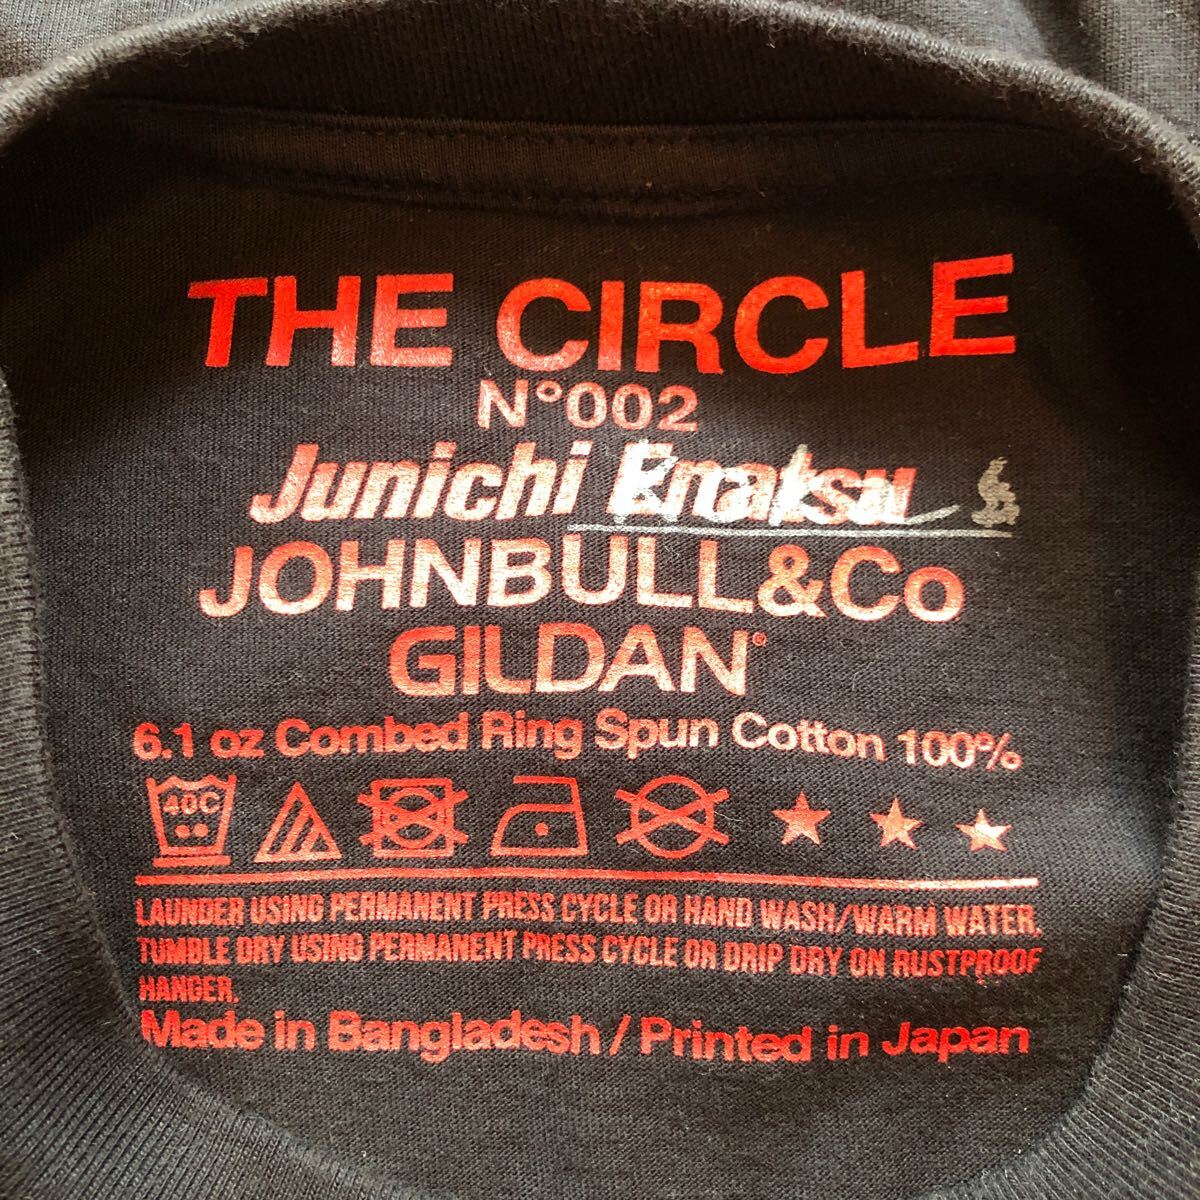 THE CIRCLE
N°002
Junichi Enatsu
JOHNBULL&Co
GILDAN®
6.1 oz Combed Ring Spun Cotton 100%
40C
LAUNDER USING PERMANENT PRESS CYCLE OR HAND WASH/WARM WATER.
TUMBLE DRY USING PERMANENT PRESS CYCLE OR DRIP DRY ON RUSTPROOF
HANGER.
Made in Bangladesh / Printed in Japan